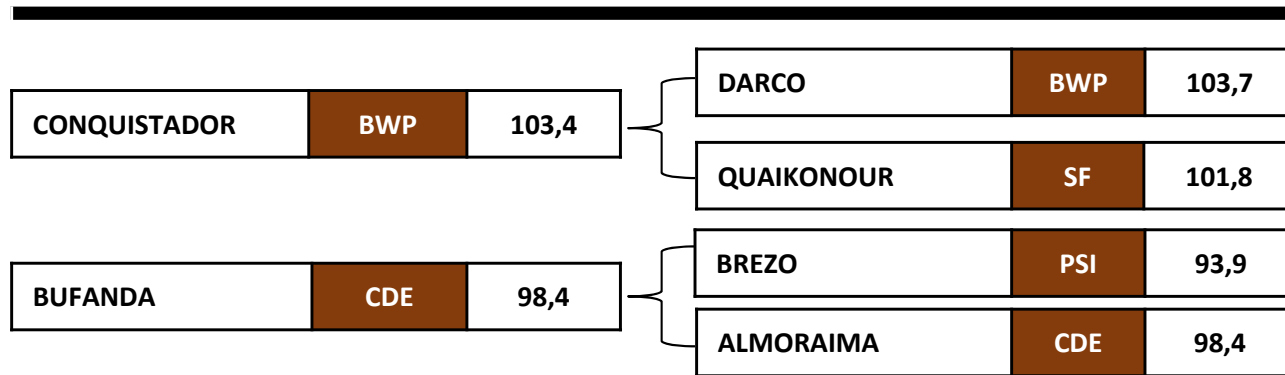 DARCO BWP 103,7
CONQUISTADOR BWP 103,4
QUAIKONOUR SF 101,8
BREZO PSI 93,9
BUFANDA CDE 98,4
ALMORAIMA CDE 98,4